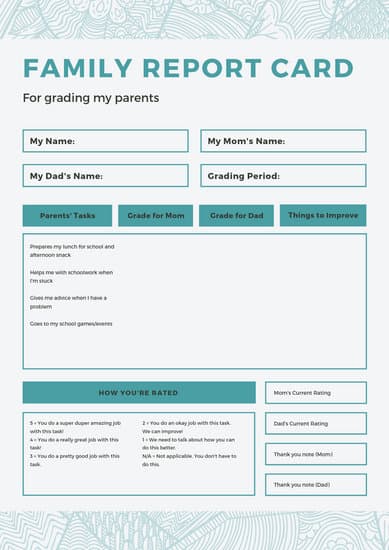 FAMILY REPORT CARD
For grading my parents
My Name:
My Mom's Name:
My Dad's Name:
Grading Period:
Parents' Tasks
Grade for Mom
Grade for Dad
Things to Improve
Prepares my lunch for school and
afternoon snack
Helps me with schoolwork when
I'm stuck
Gives me advice when I have a
problem
Goes to my school games/events
HOW YOU'RE RATED
5 = You do a super duper amazing job
with this task!
4 = You do a really great job with this
task!
3 = You do a pretty good job with this
task.
2 = You do an okay job with this task.
We can improve!
1 = We need to talk about how you can
do this better.
N/A = Not applicable. You don't have to
do this.
Mom's Current Rating
Dad's Current Rating
Thank you note (Mom)
Thank you note (Dad)